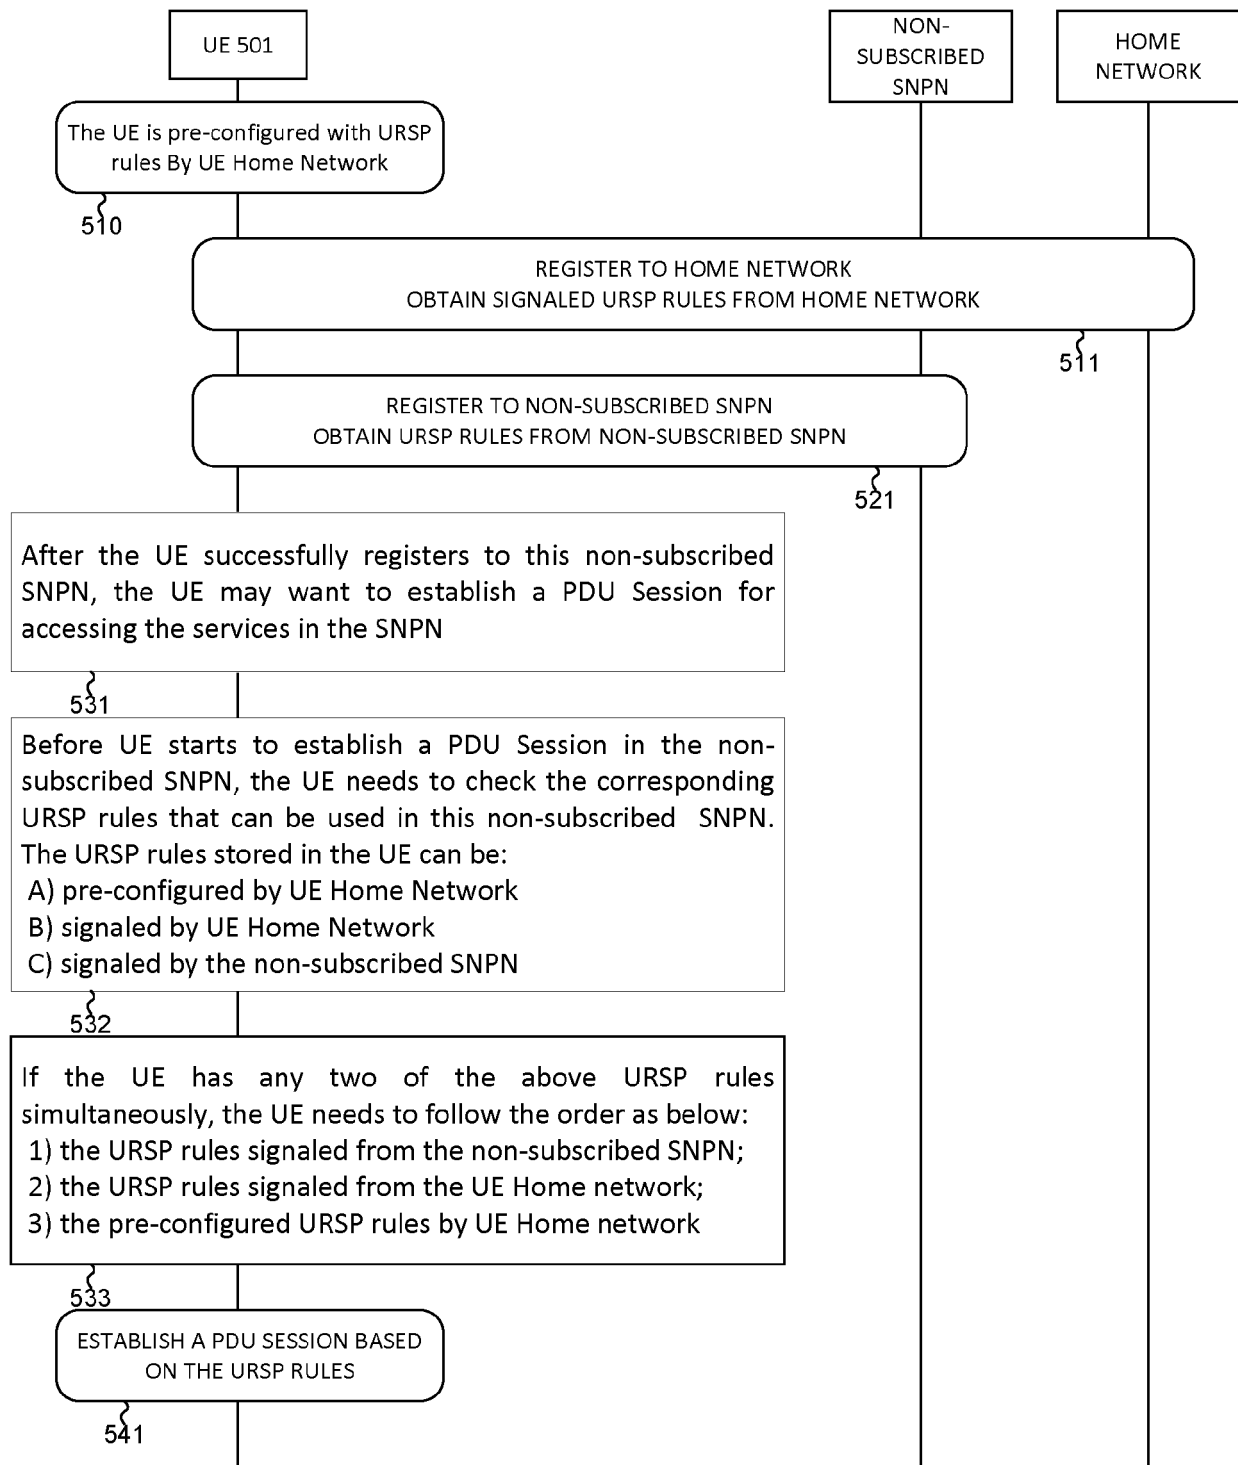 UE 501
NON-
SUBSCRIBED
SNPN
HOME
NETWORK
The UE is pre-configured with URSP
rules By UE Home Network
510
REGISTER TO HOME NETWORK
OBTAIN SIGNALED URSP RULES FROM HOME NETWORK
511
REGISTER TO NON-SUBSCRIBED SNPN
OBTAIN URSP RULES FROM NON-SUBSCRIBED SNPN
521
After the UE successfully registers to this non-subscribed
SNPN, the UE may want to establish a PDU Session for
accessing the services in the SNPN
531
Before UE starts to establish a PDU Session in the non-
subscribed SNPN, the UE needs to check the corresponding
URSP rules that can be used in this non-subscribed SNPN.
The URSP rules stored in the UE can be:
A) pre-configured by UE Home Network
B) signaled by UE Home Network
C) signaled by the non-subscribed SNPN
532
If the UE has any two of the above URSP rules
simultaneously, the UE needs to follow the order as below:
1) the URSP rules signaled from the non-subscribed SNPN;
2) the URSP rules signaled from the UE Home network;
3) the pre-configured URSP rules by UE Home network
533
ESTABLISH A PDU SESSION BASED
ON THE URSP RULES
541